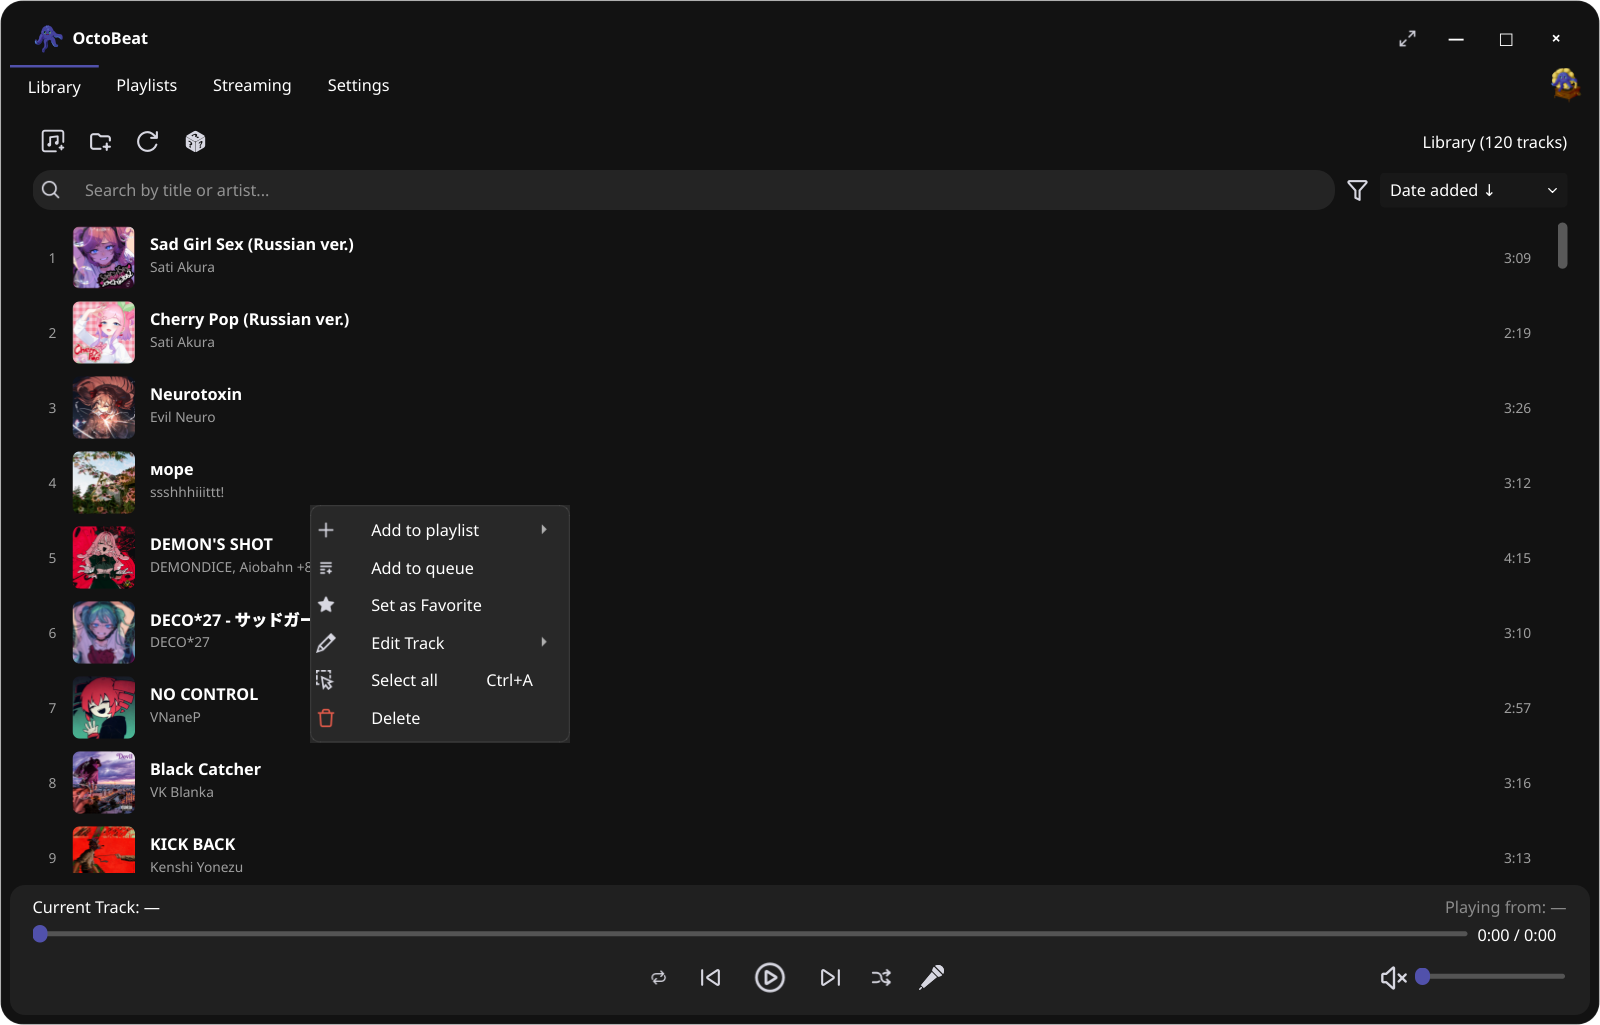 OctoBeat
Library Playlists Streaming Settings
Library (120 tracks)
Search by title or artist...
Date added ↓
1 Sad Girl Sex (Russian ver.) 3:09
Sati Akura
2 Cherry Pop (Russian ver.) 2:19
Sati Akura
3 Neurotoxin 3:26
Evil Neuro
4 море 3:12
ssshhhiiittt!
5 DEMON'S SHOT 4:15
DEMONDICE, Aiobahn +8
6 DECO*27 - サッドガー 3:10
DECO*27
7 NO CONTROL 2:57
VNaneP
8 Black Catcher 3:16
VK Blanka
9 KICK BACK 3:13
Kenshi Yonezu
Add to playlist
Add to queue
Set as Favorite
Edit Track
Select all Ctrl+A
Delete
Current Track: —
Playing from: —
0:00 / 0:00